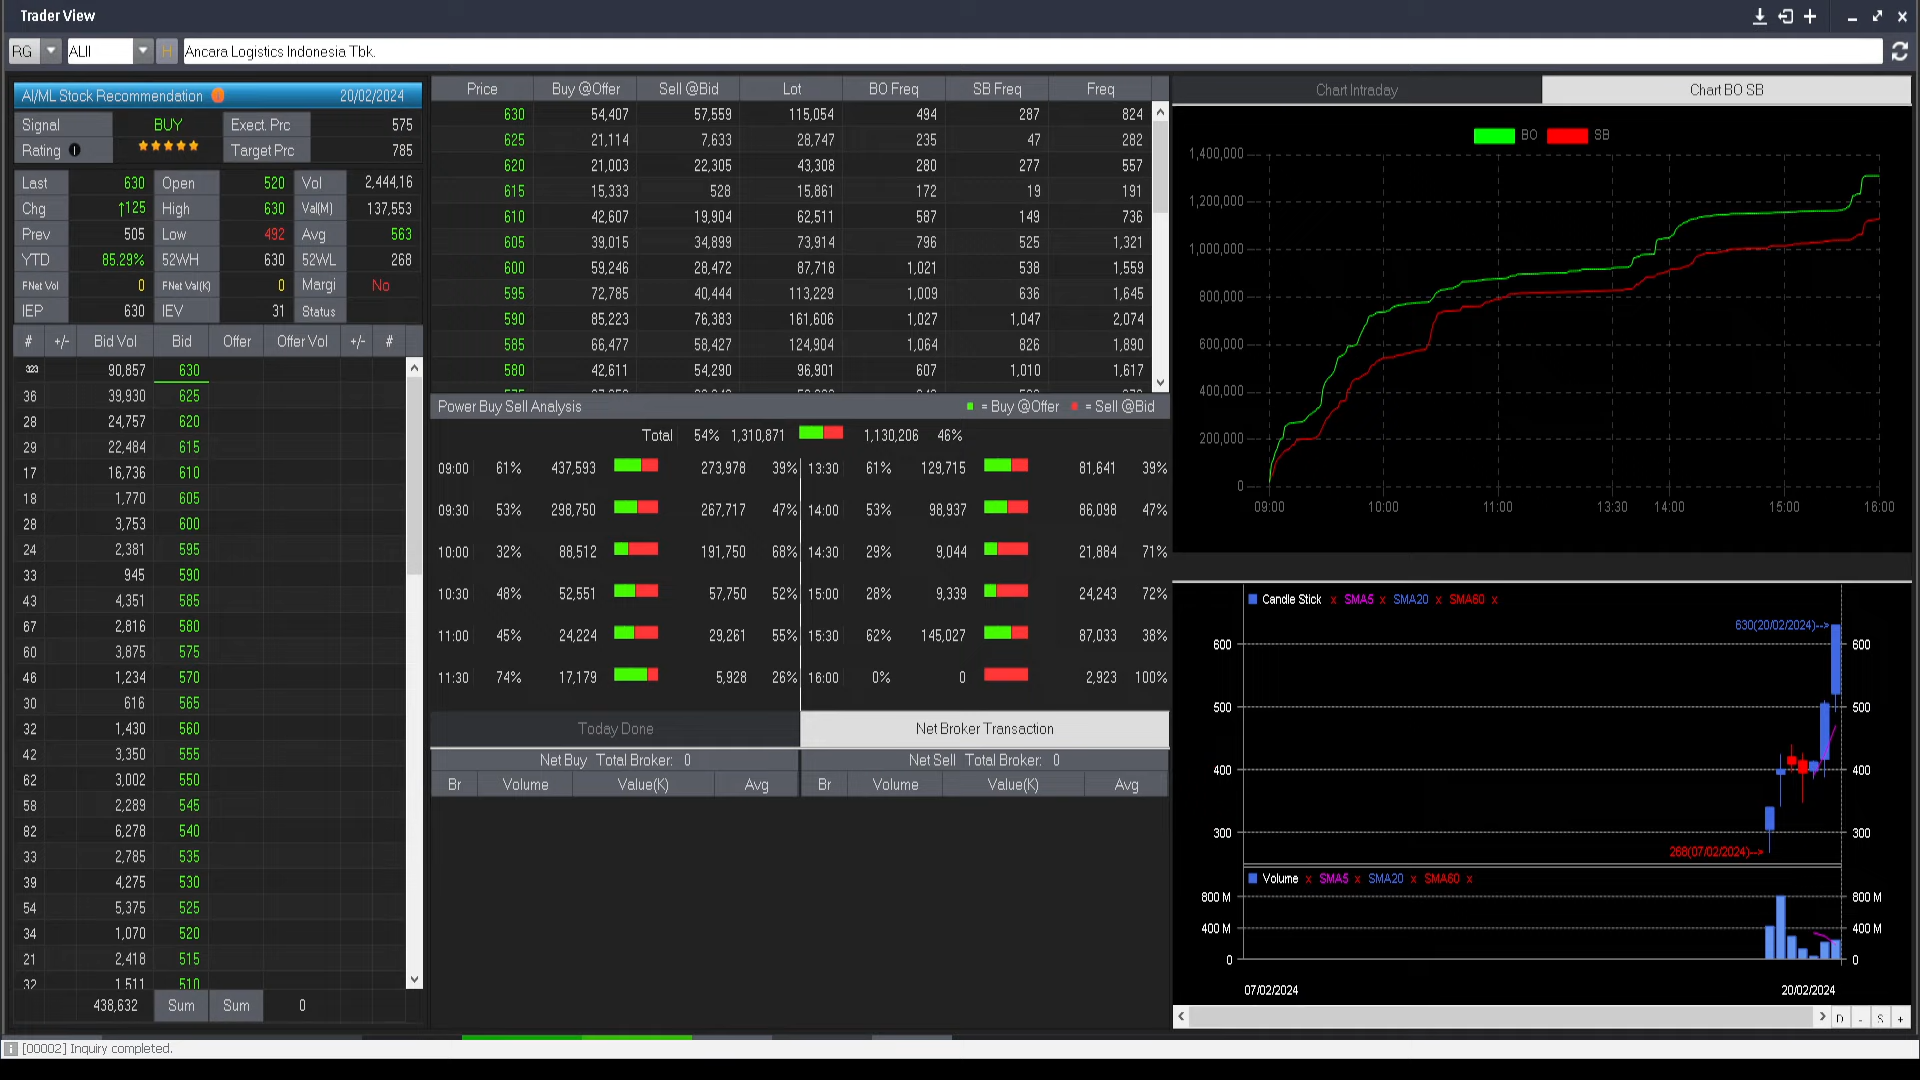 Trader View
RG ALII H Ancara Logistics Indonesia Tbk.
AI/ML Stock Recommendation 20/02/2024
Signal BUY Exect. Prc 575
Rating Target Prc 785
Last 630 Open 520 Vol 2,444,16
Chg ↑125 High 630 Val(M) 137,553
Prev 505 Low 492 Avg 563
YTD 85.29% 52WH 630 52WL 268
FNet Vol 0 FNet Val(K) 0 Margi No
IEP 630 IEV 31 Status
# +/- Bid Vol Bid Offer Offer Vol +/- #
323 90,857 630
36 39,930 625
28 24,757 620
29 22,484 615
17 16,736 610
18 1,770 605
28 3,753 600
24 2,381 595
33 945 590
43 4,351 585
67 2,816 580
60 3,875 575
46 1,234 570
30 616 565
32 1,430 560
42 3,350 555
62 3,002 550
58 2,289 545
82 6,278 540
33 2,785 535
39 4,275 530
54 5,375 525
34 1,070 520
21 2,418 515
32 1,511 510
438,632 Sum Sum 0
Price Buy @Offer Sell @Bid Lot BO Freq SB Freq Freq
630 54,407 57,559 115,054 494 287 824
625 21,114 7,633 28,747 235 47 282
620 21,003 22,305 43,308 280 277 557
615 15,333 528 15,861 172 19 191
610 42,607 19,904 62,511 587 149 736
605 39,015 34,899 73,914 796 525 1,321
600 59,246 28,472 87,718 1,021 538 1,559
595 72,785 40,444 113,229 1,009 636 1,645
590 85,223 76,383 161,606 1,027 1,047 2,074
585 66,477 58,427 124,904 1,064 826 1,890
580 42,611 54,290 96,901 607 1,010 1,617
Power Buy Sell Analysis = Buy @Offer = Sell @Bid
Total 54% 1,310,871 1,130,206 46%
09:00 61% 437,593 273,978 39% 13:30 61% 129,715 81,641 39%
09:30 53% 298,750 267,717 47% 14:00 53% 98,937 86,098 47%
10:00 32% 88,512 191,750 68% 14:30 29% 9,044 21,884 71%
10:30 48% 52,551 57,750 52% 15:00 28% 9,339 24,243 72%
11:00 45% 24,224 29,261 55% 15:30 62% 145,027 87,033 38%
11:30 74% 17,179 5,928 26% 16:00 0% 0 2,923 100%
Today Done Net Broker Transaction
Net Buy Total Broker: 0 Net Sell Total Broker: 0
Br Volume Value(K) Avg Br Volume Value(K) Avg
Chart Intraday Chart BO SB
BO SB
1,400,000
1,200,000
1,000,000
800,000
600,000
400,000
200,000
0
09:00 10:00 11:00 13:30 14:00 15:00 16:00
Candle Stick x SMA5 x SMA20 x SMA60 x
630(20/02/2024)-->
600 600
500 500
400 400
300 300
268(07/02/2024)-->
Volume x SMA5 x SMA20 x SMA60 x
800 M 800 M
400 M 400 M
0 0
07/02/2024 20/02/2024
D - S +
[00002] Inquiry completed.